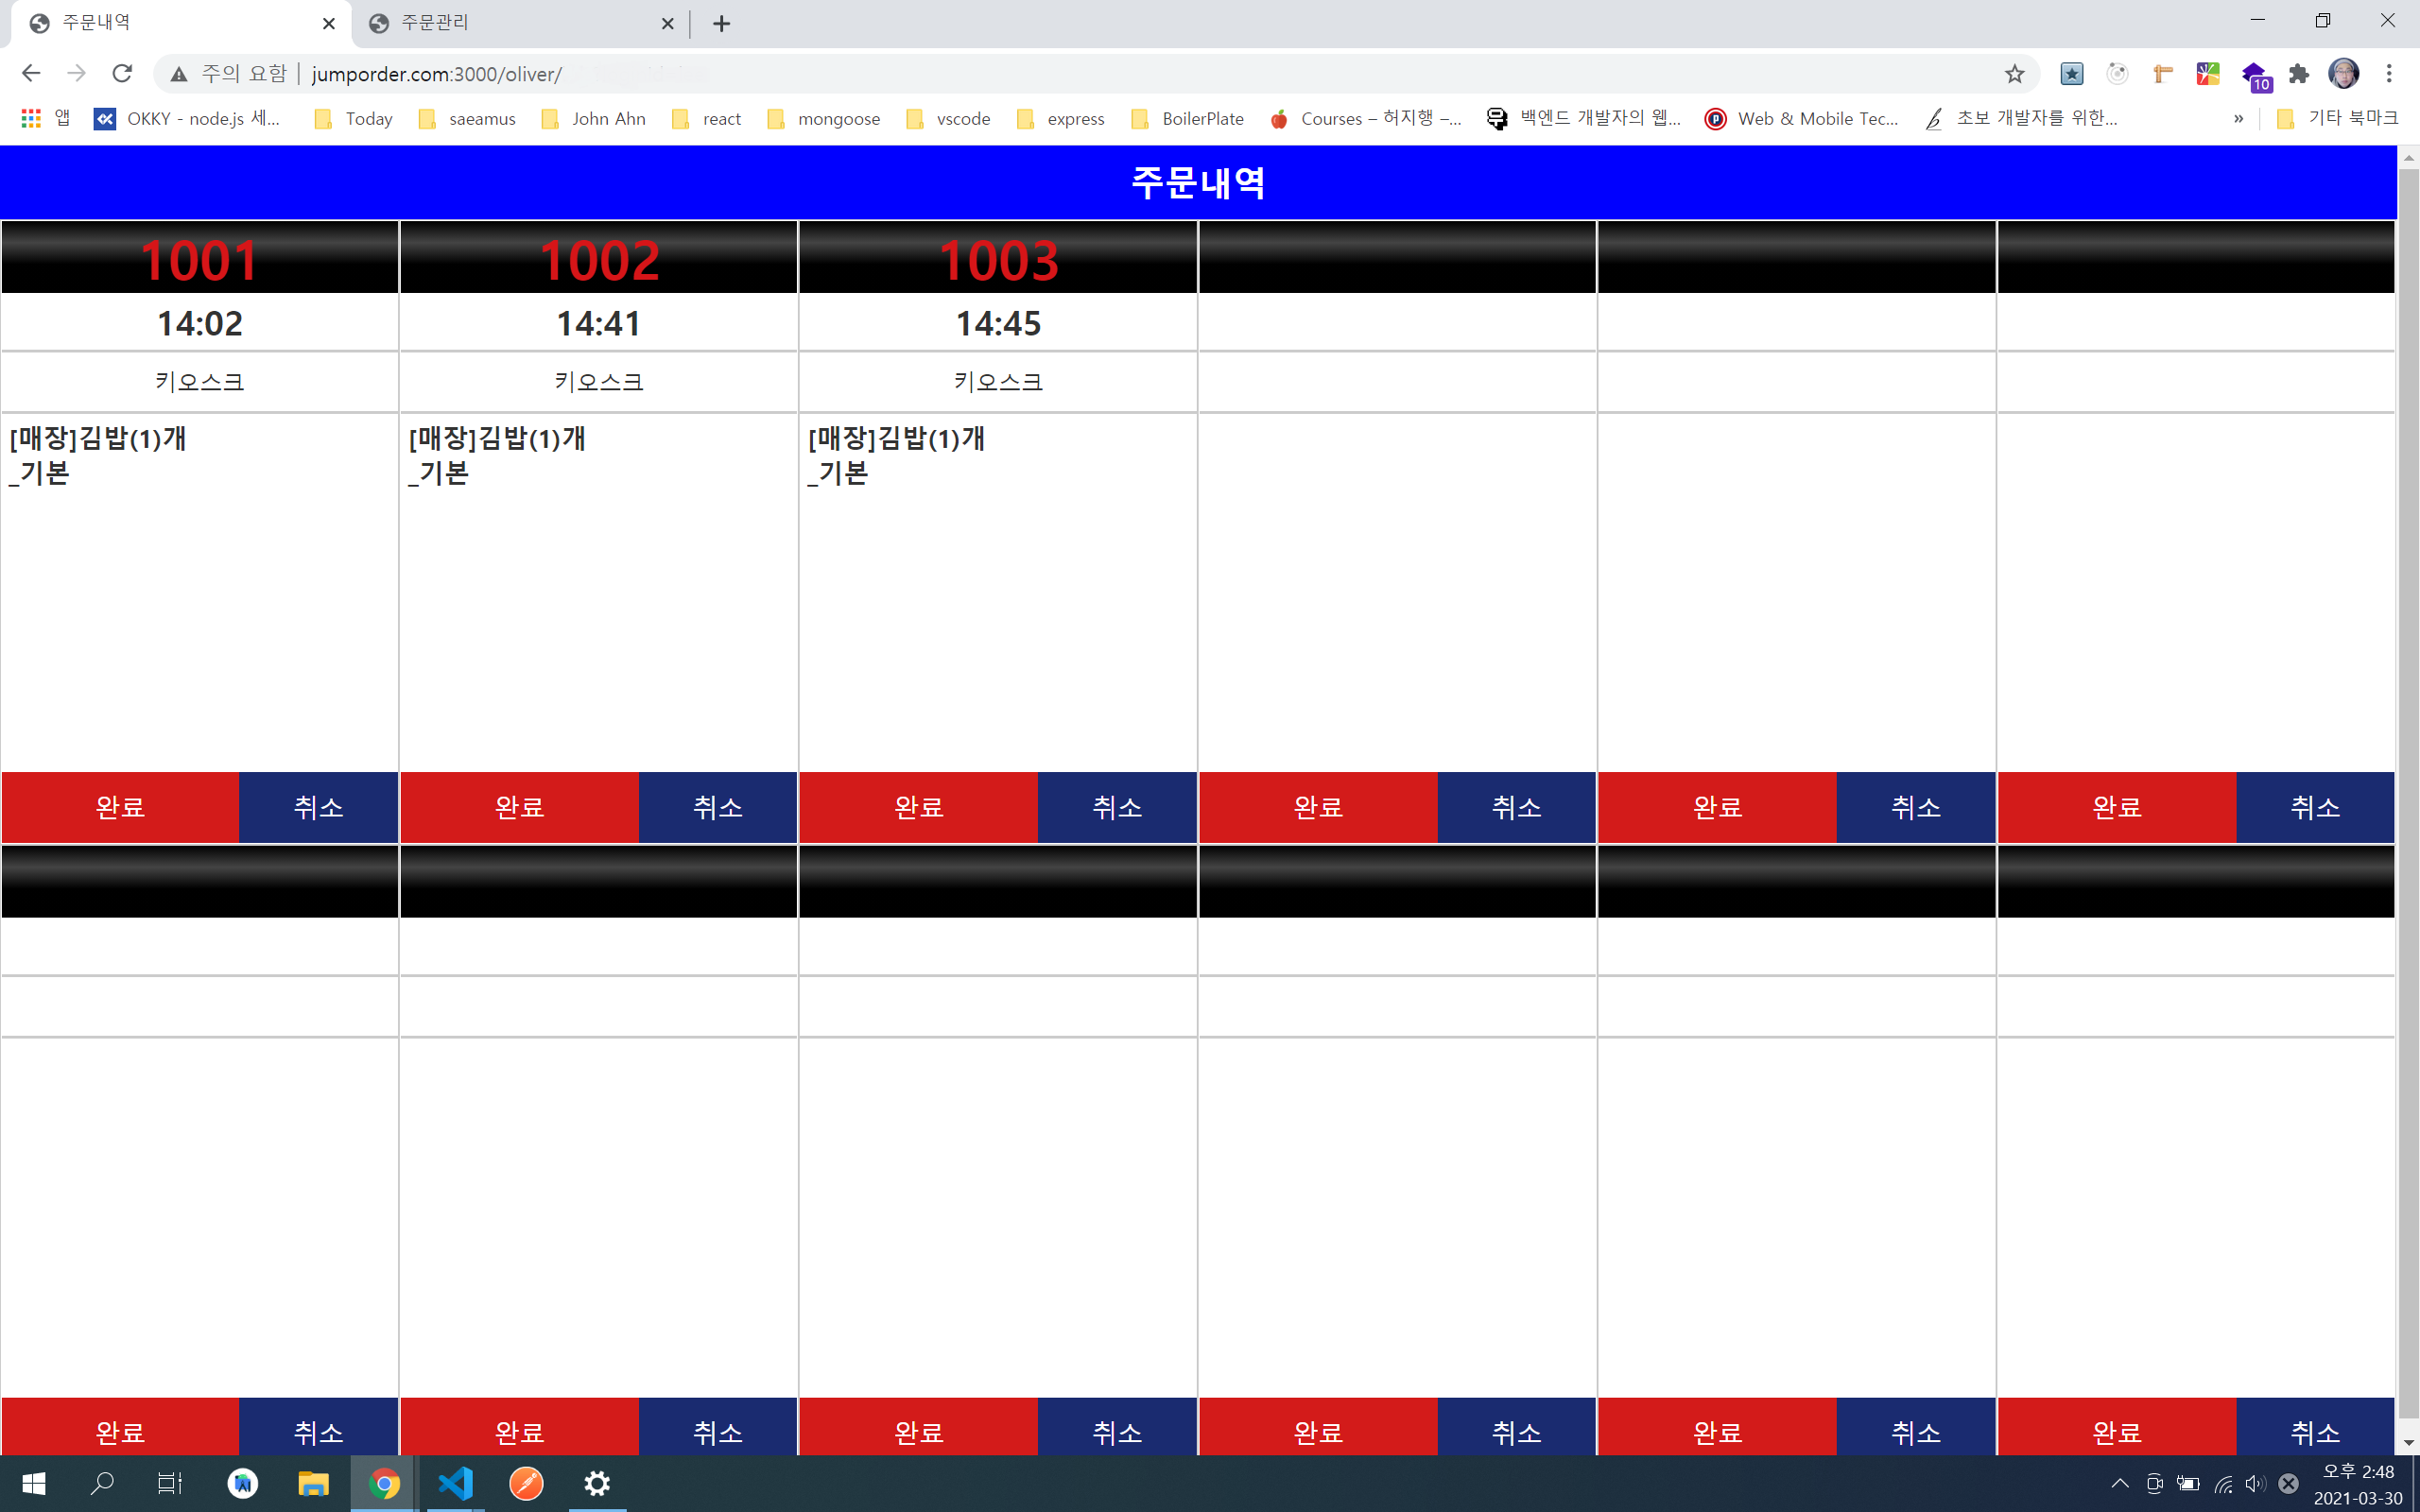 주문내역
주문관리
주의 요함 jumporder.com:3000/oliver/
10
앱 OKKY - node.js 세... Today saeamus John Ahn react mongoose vscode express BoilerPlate Courses – 허지행 –... 백엔드 개발자의 웹... Web & Mobile Tec... 초보 개발자를 위한... » 기타 북마크
주문내역
1001 1002 1003
14:02 14:41 14:45
키오스크 키오스크 키오스크
[매장]김밥(1)개 [매장]김밥(1)개 [매장]김밥(1)개
_기본 _기본 _기본
완료 취소 완료 취소 완료 취소 완료 취소 완료 취소 완료 취소
완료 취소 완료 취소 완료 취소 완료 취소 완료 취소 완료 취소
오후 2:48
2021-03-30